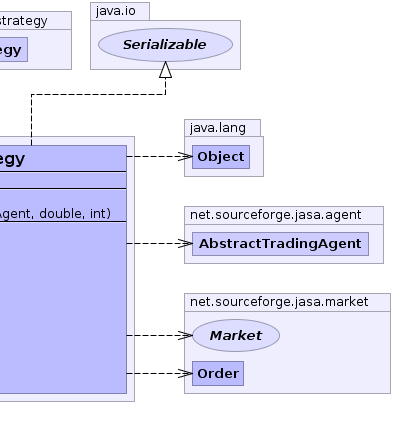 strategy
egy
java.io
Serializable
java.lang
Object
egy
Agent, double, int)
net.sourceforge.jasa.agent
AbstractTradingAgent
net.sourceforge.jasa.market
Market
Order